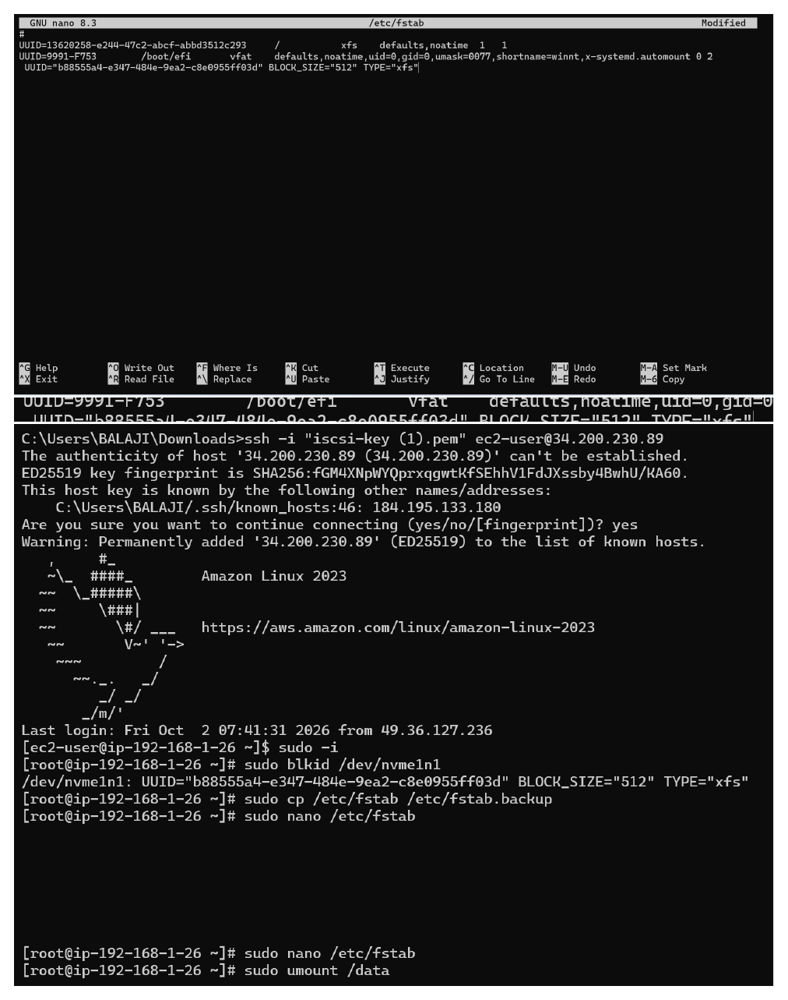 GNU nano 8.3 /etc/fstab Modified
#
UUID=13620258-e244-47c2-abcf-abbd3512c293 / xfs defaults,noatime 1 1
UUID=9991-F753 /boot/efi vfat defaults,noatime,uid=0,gid=0,umask=0077,shortname=winnt,x-systemd.automount 0 2
UUID="b88555a4-e347-484e-9ea2-c8e0955ff03d" BLOCK_SIZE="512" TYPE="xfs"
^G Help ^O Write Out ^F Where Is ^K Cut ^T Execute ^C Location M-U Undo M-A Set Mark
^X Exit ^R Read File ^\ Replace ^U Paste ^J Justify ^/ Go To Line M-E Redo M-6 Copy
UUID=9991-F753 /boot/efi vfat defaults,noatime,uid=0,gid=0
UUID="b88555a4-e347-484e-9ea2-c8e0955ff03d" BLOCK_SIZE="512" TYPE="xfs"
C:\Users\BALAJI\Downloads>ssh -i "iscsi-key (1).pem" ec2-user@34.200.230.89
The authenticity of host '34.200.230.89 (34.200.230.89)' can't be established.
ED25519 key fingerprint is SHA256:fGM4XNpWYQprxqgwtKfSEhhV1FdJXssby4BwhU/KA60.
This host key is known by the following other names/addresses:
    C:\Users\BALAJI/.ssh/known_hosts:46: 184.195.133.180
Are you sure you want to continue connecting (yes/no/[fingerprint])? yes
Warning: Permanently added '34.200.230.89' (ED25519) to the list of known hosts.
   ,     #_
   ~\_  ####_        Amazon Linux 2023
  ~~  \_#####\
  ~~     \###|
  ~~       \#/ ___   https://aws.amazon.com/linux/amazon-linux-2023
   ~~       V~' '->
    ~~~         /
      ~~._.   _/
         _/ _/
       _/m/'
Last login: Fri Oct  2 07:41:31 2026 from 49.36.127.236
[ec2-user@ip-192-168-1-26 ~]$ sudo -i
[root@ip-192-168-1-26 ~]# sudo blkid /dev/nvme1n1
/dev/nvme1n1: UUID="b88555a4-e347-484e-9ea2-c8e0955ff03d" BLOCK_SIZE="512" TYPE="xfs"
[root@ip-192-168-1-26 ~]# sudo cp /etc/fstab /etc/fstab.backup
[root@ip-192-168-1-26 ~]# sudo nano /etc/fstab
[root@ip-192-168-1-26 ~]# sudo nano /etc/fstab
[root@ip-192-168-1-26 ~]# sudo umount /data